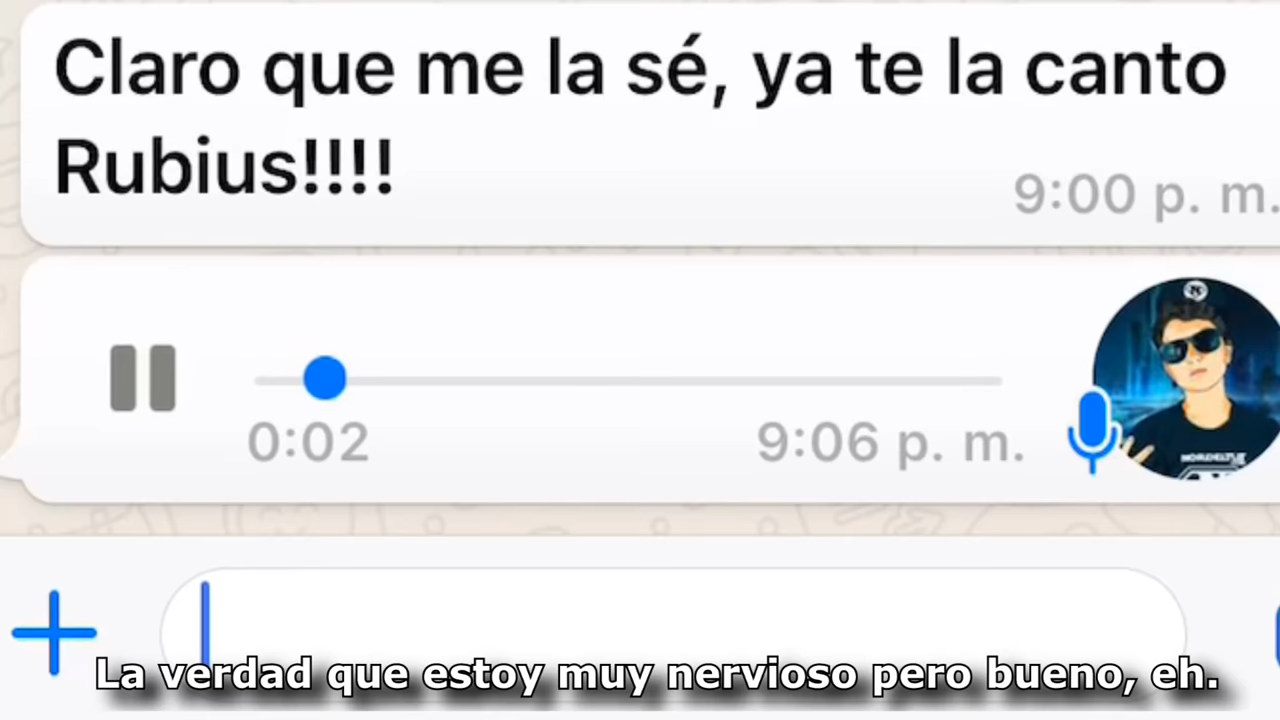 Claro que me la sé, ya te la canto
Rubius!!!!
9:00 p. m.
0:02
9:06 p. m.
La verdad que estoy muy nervioso pero bueno, eh.